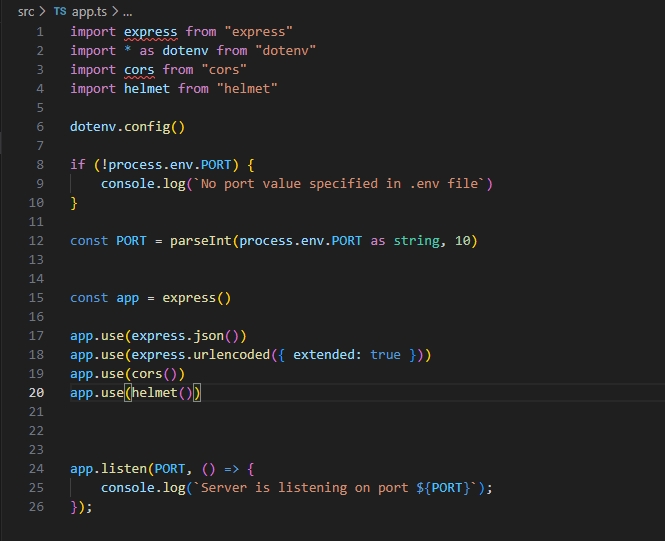 src > TS app.ts > ...
1 import express from "express"
2 import * as dotenv from "dotenv"
3 import cors from "cors"
4 import helmet from "helmet"
5
6 dotenv.config()
7
8 if (!process.env.PORT) {
9     console.log(`No port value specified in .env file`)
10 }
11
12 const PORT = parseInt(process.env.PORT as string, 10)
13
14
15 const app = express()
16
17 app.use(express.json())
18 app.use(express.urlencoded({ extended: true }))
19 app.use(cors())
20 app.use(helmet())
21
22
23
24 app.listen(PORT, () => {
25     console.log(`Server is listening on port ${PORT}`);
26 });